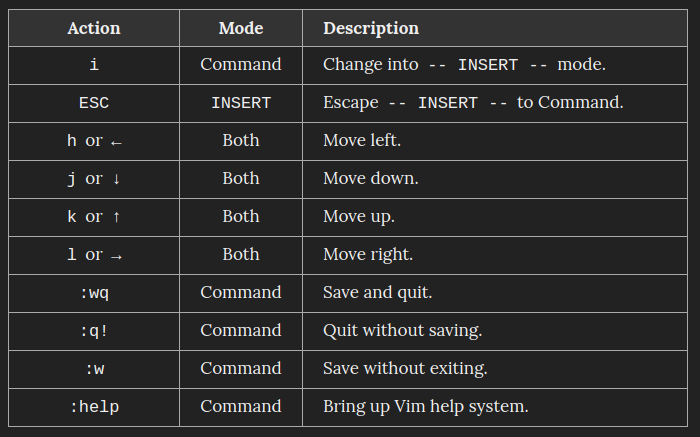 Action Mode Description
i Command Change into -- INSERT -- mode.
ESC INSERT Escape -- INSERT -- to Command.
h or ← Both Move left.
j or ↓ Both Move down.
k or ↑ Both Move up.
l or → Both Move right.
:wq Command Save and quit.
:q! Command Quit without saving.
:w Command Save without exiting.
:help Command Bring up Vim help system.